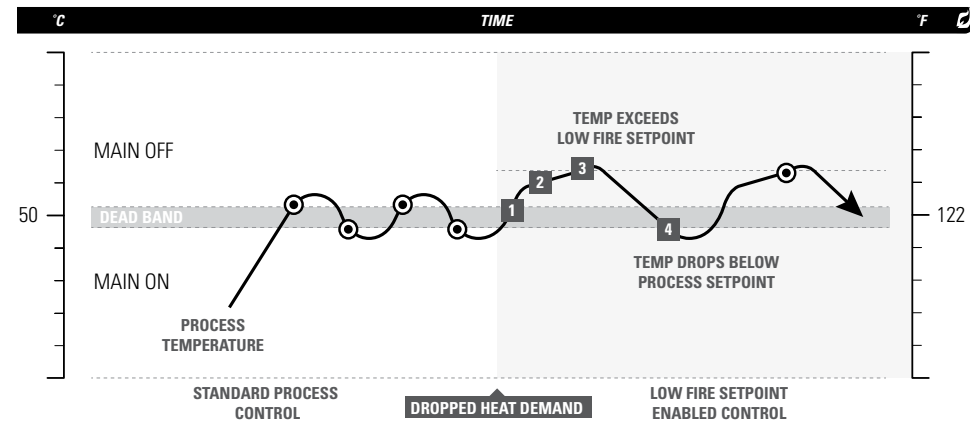 °C TIME °F
TEMP EXCEEDS
LOW FIRE SETPOINT
MAIN OFF
3
2
1
50 DEAD BAND 122
4
TEMP DROPS BELOW
PROCESS SETPOINT
MAIN ON
PROCESS
TEMPERATURE
STANDARD PROCESS
CONTROL
DROPPED HEAT DEMAND
LOW FIRE SETPOINT
ENABLED CONTROL